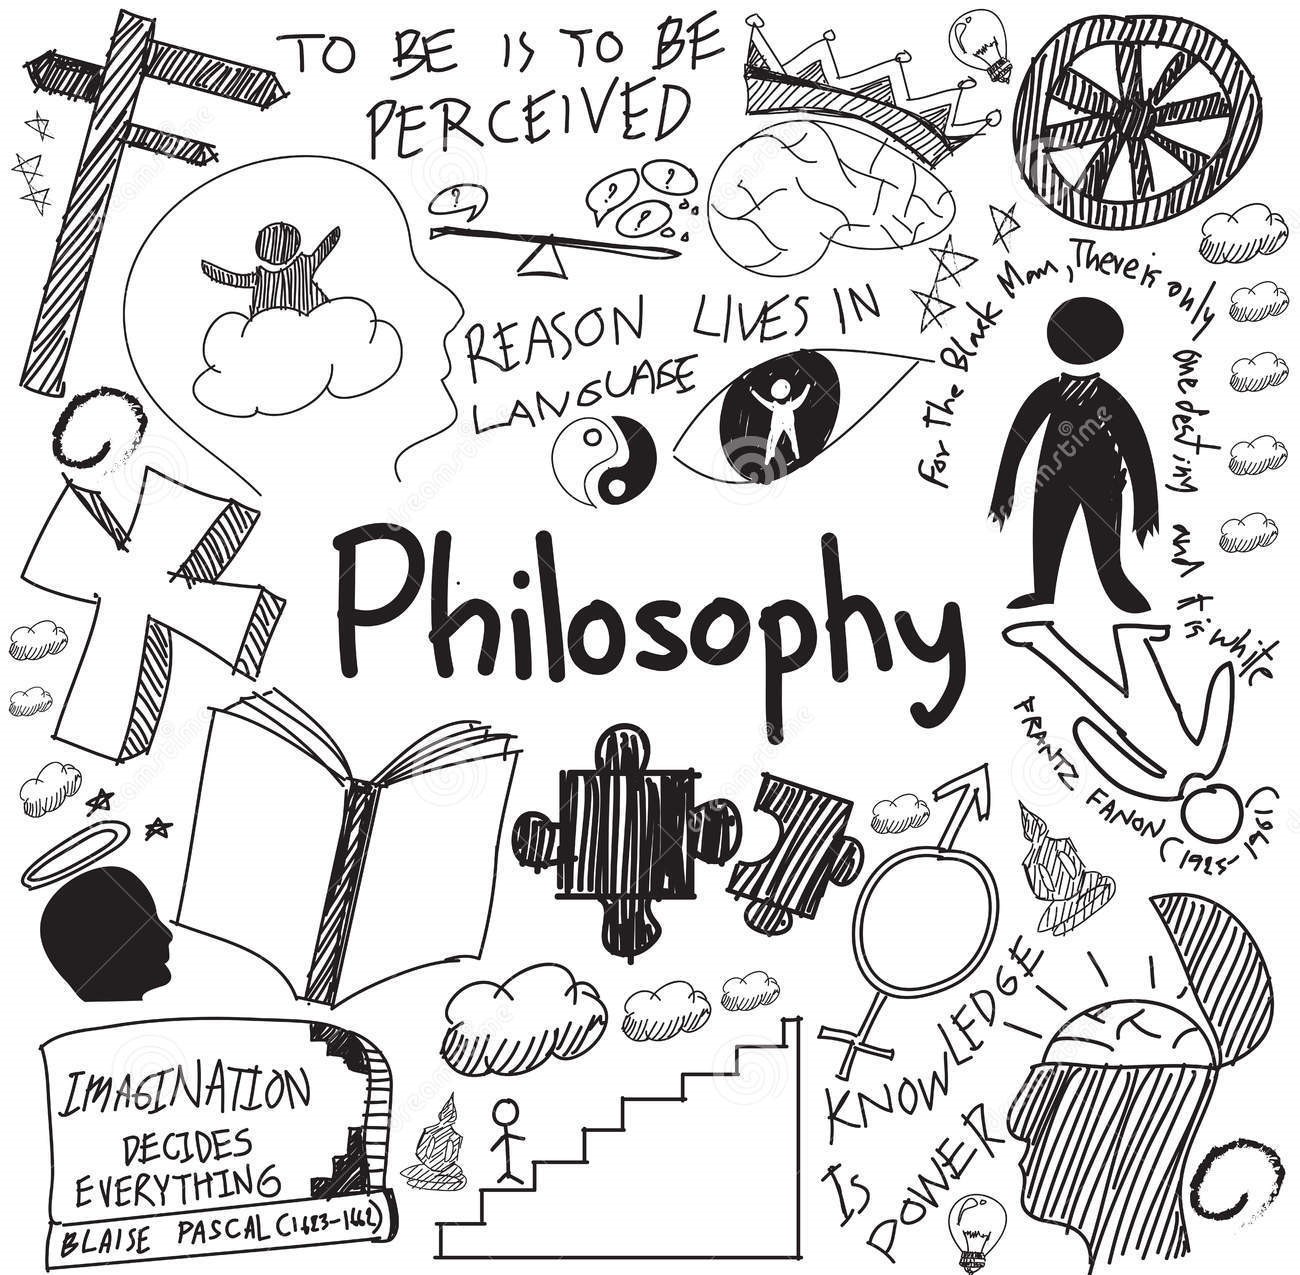 TO BE IS TO BE
PERCEIVED
?
? ? ?
REASON LIVES IN
LANGUAGE
For the Black Man, There is only one destiny and it is white
FRANTZ FANON (1925-1961)
Philosophy
IMAGINATION
DECIDES
EVERYTHING
BLAISE PASCAL (1623-1662)
KNOWLEDGE
IS POWER
dreamstime